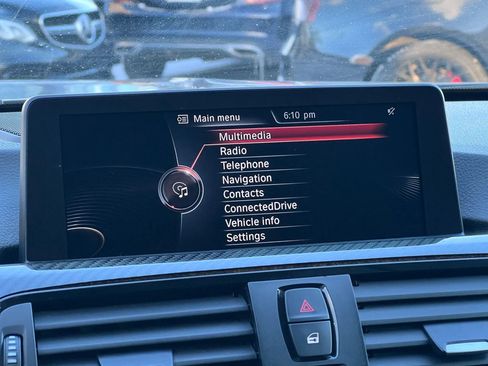 Main menu 6:10 pm
Multimedia
Radio
Telephone
Navigation
Contacts
ConnectedDrive
Vehicle info
Settings